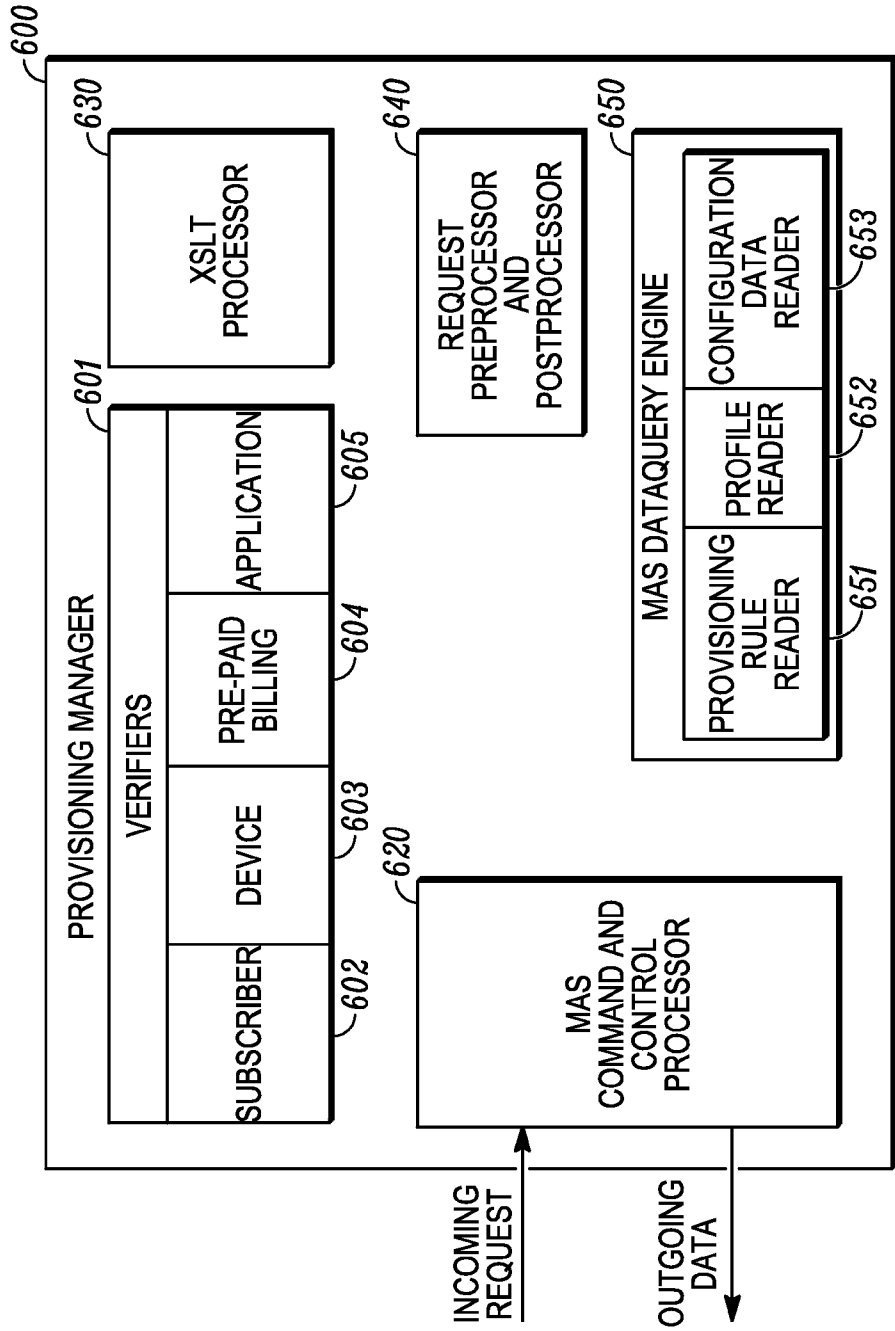 600
PROVISIONING MANAGER
601
VERIFIERS
SUBSCRIBER
DEVICE
PRE-PAID
BILLING
APPLICATION
602
603
604
605
630
XSLT
PROCESSOR
INCOMING
REQUEST
OUTGOING
DATA
620
MAS
COMMAND AND
CONTROL
PROCESSOR
640
REQUEST
PREPROCESSOR
AND
POSTPROCESSOR
650
MAS DATAQUERY ENGINE
PROVISIONING
RULE
READER
PROFILE
READER
CONFIGURATION
DATA
READER
651
652
653